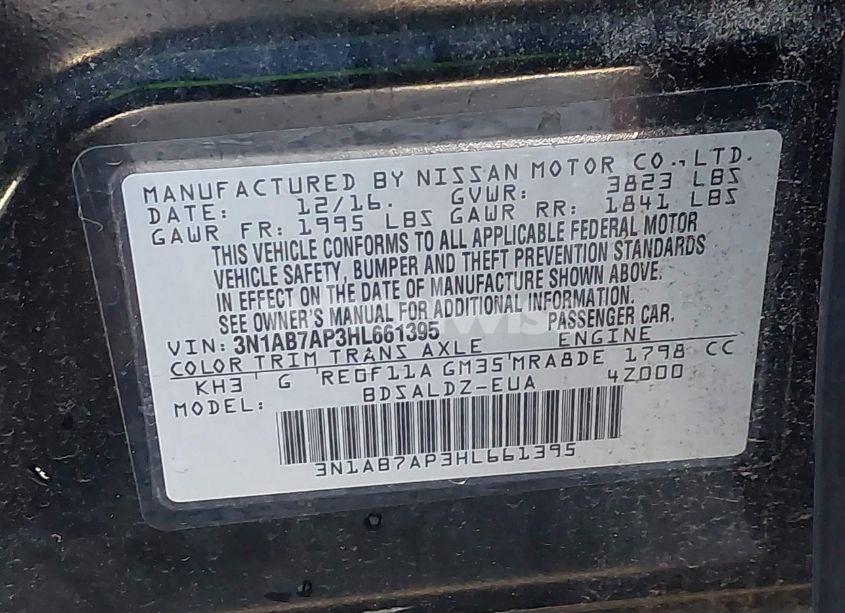 MANUFACTURED BY NISSAN MOTOR CO., LTD.
DATE: 12/16. GVWR: 3823 LBS
GAWR FR: 1995 LBS GAWR RR: 1841 LBS
THIS VEHICLE CONFORMS TO ALL APPLICABLE FEDERAL MOTOR
VEHICLE SAFETY, BUMPER AND THEFT PREVENTION STANDARDS
IN EFFECT ON THE DATE OF MANUFACTURE SHOWN ABOVE.
SEE OWNER'S MANUAL FOR ADDITIONAL INFORMATION.
VIN: 3N1AB7AP3HL661395 PASSENGER CAR.
COLOR TRIM TRANS AXLE ENGINE
KH3 G RE0F11A GM35 MRA8DE 1798 CC
MODEL: BDSALDZ-EUA 4Z000
3N1AB7AP3HL661395